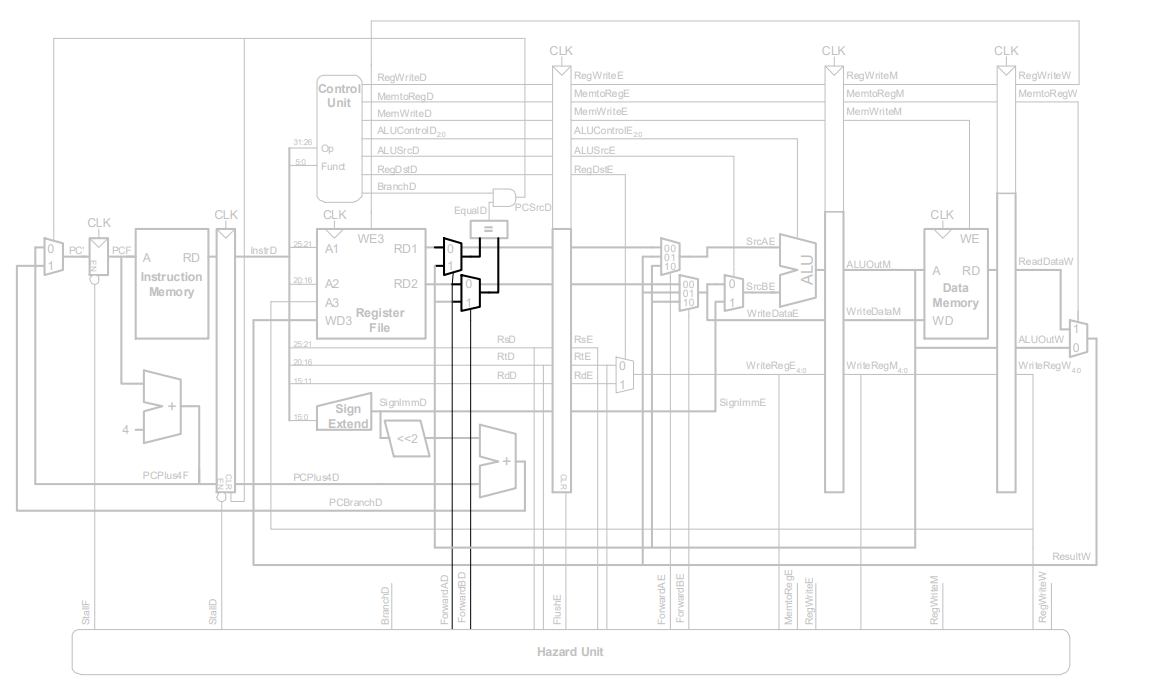 CLK
CLK
CLK
RegWriteD
RegWriteE
RegWriteM
RegWriteW
Control
Unit
MemtoRegD
MemtoRegE
MemtoRegM
MemtoRegW
MemWriteD
MemWriteE
MemWriteM
ALUControlD2:0
ALUControlE2:0
31:26
Op
ALUSrcD
ALUSrcE
5:0
Funct
RegDstD
RegDstE
BranchD
EqualD
PCSrcD
CLK
CLK
CLK
CLK
=
WE3
WE
0
1
PC'
EN
PCF
A
RD
Instruction
Memory
InstrD
25:21
A1
RD1
0
1
00
01
10
SrcAE
ALU
ALUOutM
A
RD
ReadDataW
20:16
A2
RD2
0
1
00
01
10
0
1
SrcBE
Data
Memory
A3
WD3
Register
File
WriteDataE
WriteDataM
WD
1
0
25:21
RsD
RsE
ALUOutW
20:16
RtD
RtE
0
1
WriteRegE4:0
WriteRegM4:0
WriteRegW4:0
15:11
RdD
RdE
15:0
Sign
Extend
SignImmD
SignImmE
+
4
<<2
+
PCPlus4F
EN
CLR
PCPlus4D
CLR
PCBranchD
ResultW
StallF
StallD
BranchD
ForwardAD
ForwardBD
FlushE
ForwardAE
ForwardBE
MemtoRegE
RegWriteE
RegWriteM
RegWriteW
Hazard Unit